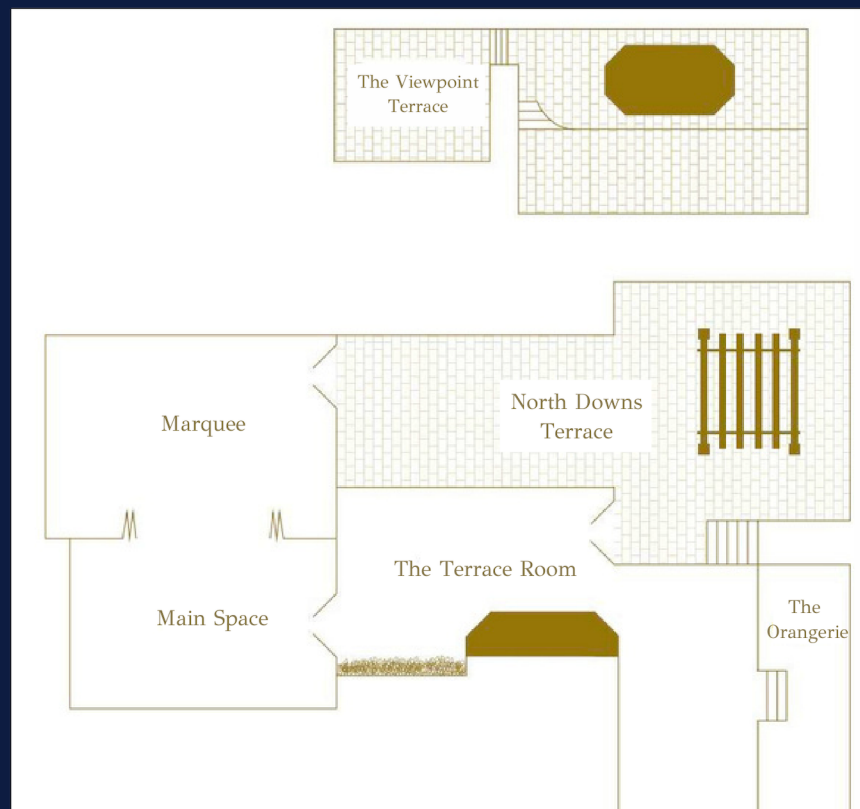 The Viewpoint
Terrace
North Downs
Terrace
Marquee
The Terrace Room
Main Space
The
Orangerie